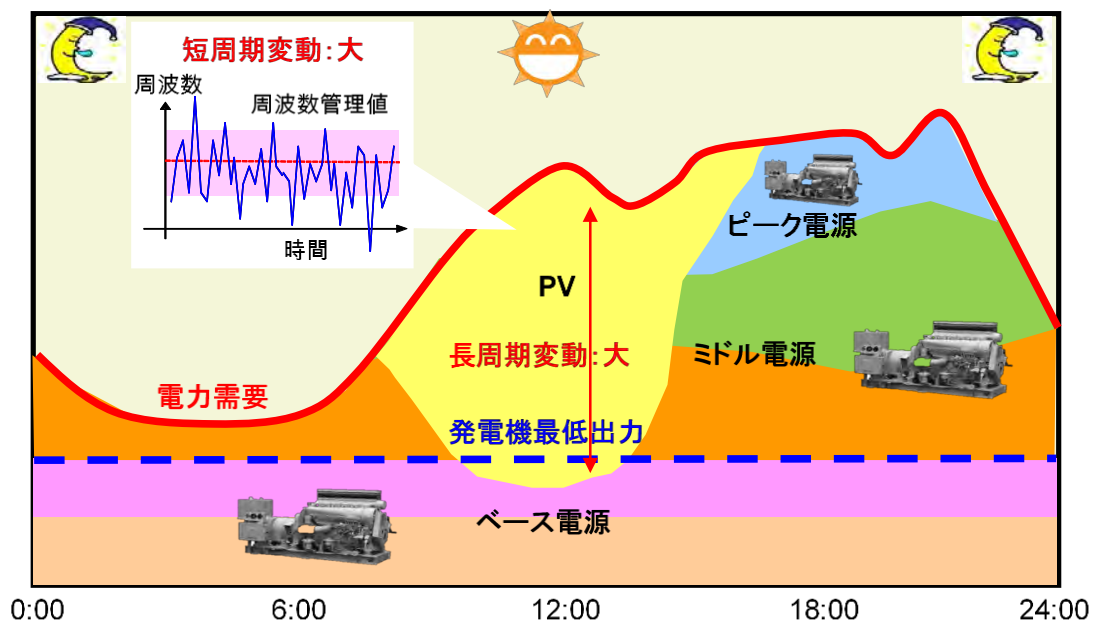 短周期変動：大
周波数
周波数管理値
時間
ピーク電源
PV
長周期変動：大
ミドル電源
電力需要
発電機最低出力
ベース電源
0:00
6:00
12:00
18:00
24:00